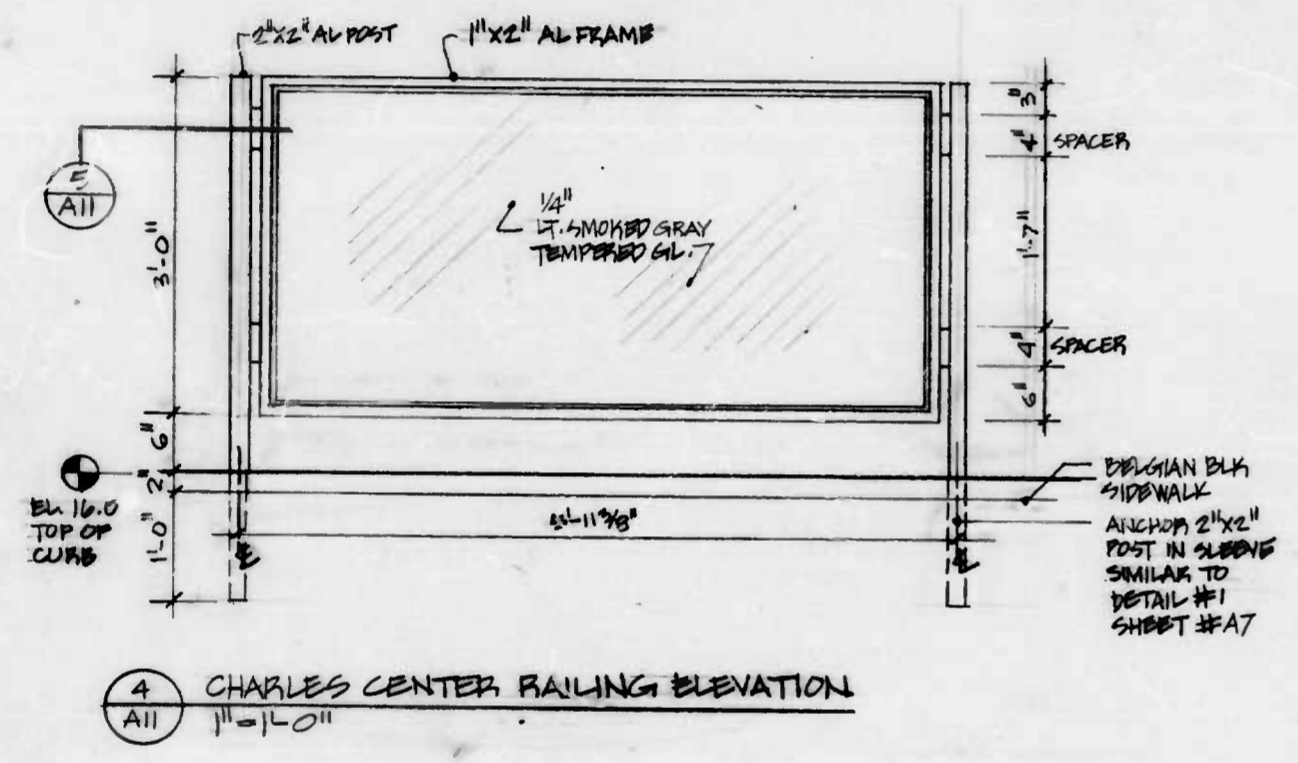 2"X2" AL POST
1"X2" AL FRAME
5
A11
3'-0"
6"
2"
1'-0"
1/4"
LT. SMOKED GRAY
TEMPERED GL.
3"
4" SPACER
1'-7"
4" SPACER
6"
EL. 16.0
TOP OF
CURB
-11 3/8"
BELGIAN BLK
SIDEWALK
ANCHOR 2"X2"
POST IN SLEEVE
SIMILAR TO
DETAIL #1
SHEET #A7
4
A11
CHARLES CENTER RAILING ELEVATION
1"=1'-0"